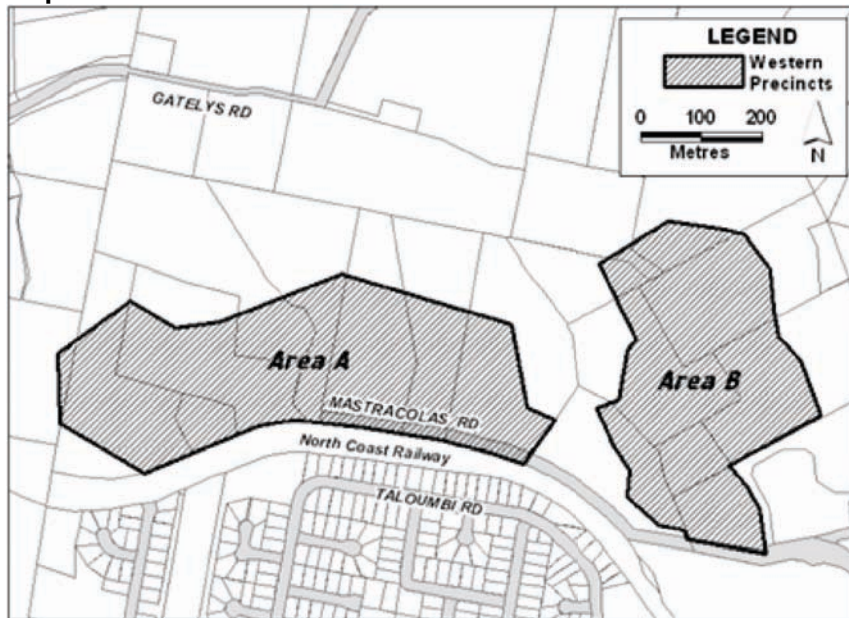 LEGEND
Western
Precincts
0 100 200
Metres
N
GATELYS RD
Area A
Area B
MASTRACOLAS RD
North Coast Railway
TALOUMBI RD